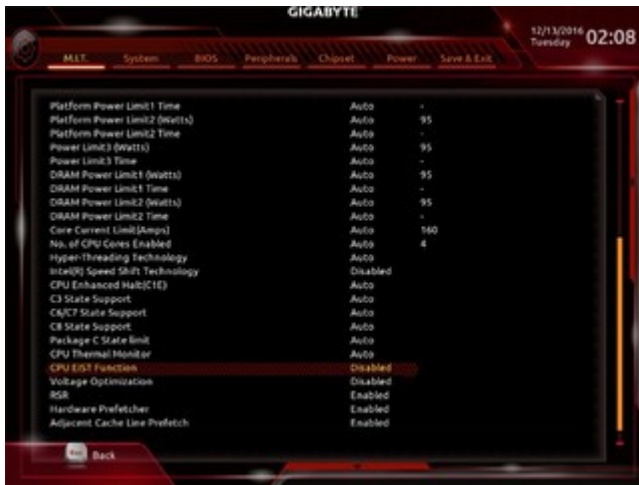 GIGABYTE
12/13/2016 Tuesday 02:08
M.I.T. System BIOS Peripherals Chipset Power Save & Exit
Platform Power Limit1 Time Auto -
Platform Power Limit2 (Watts) Auto 95
Platform Power Limit2 Time Auto -
Power Limit3 (Watts) Auto 95
Power Limit3 Time Auto -
DRAM Power Limit1 (Watts) Auto 95
DRAM Power Limit1 Time Auto -
DRAM Power Limit2 (Watts) Auto 95
DRAM Power Limit2 Time Auto -
Core Current Limit(Amps) Auto 160
No. of CPU Cores Enabled Auto 4
Hyper-Threading Technology Auto
Intel(R) Speed Shift Technology Disabled
CPU Enhanced Halt(C1E) Auto
C3 State Support Auto
C6/C7 State Support Auto
C8 State Support Auto
Package C State limit Auto
CPU Thermal Monitor Auto
CPU EIST Function Disabled
Voltage Optimization Disabled
RSR Enabled
Hardware Prefetcher Enabled
Adjacent Cache Line Prefetch Enabled
Esc Back